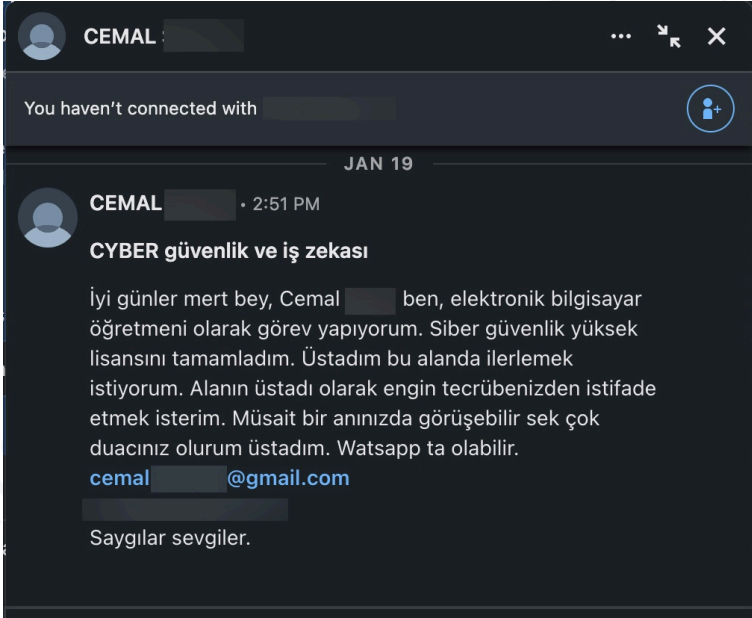 CEMAL
You haven't connected with
JAN 19
CEMAL • 2:51 PM
CYBER güvenlik ve iş zekası
İyi günler mert bey, Cemal ben, elektronik bilgisayar
öğretmeni olarak görev yapıyorum. Siber güvenlik yüksek
lisansını tamamladım. Üstadım bu alanda ilerlemek
istiyorum. Alanın üstadı olarak engin tecrübenizden istifade
etmek isterim. Müsait bir anınızda görüşebilir sek çok
duacınız olurum üstadım. Watsapp ta olabilir.
cemal @gmail.com
Saygılar sevgiler.